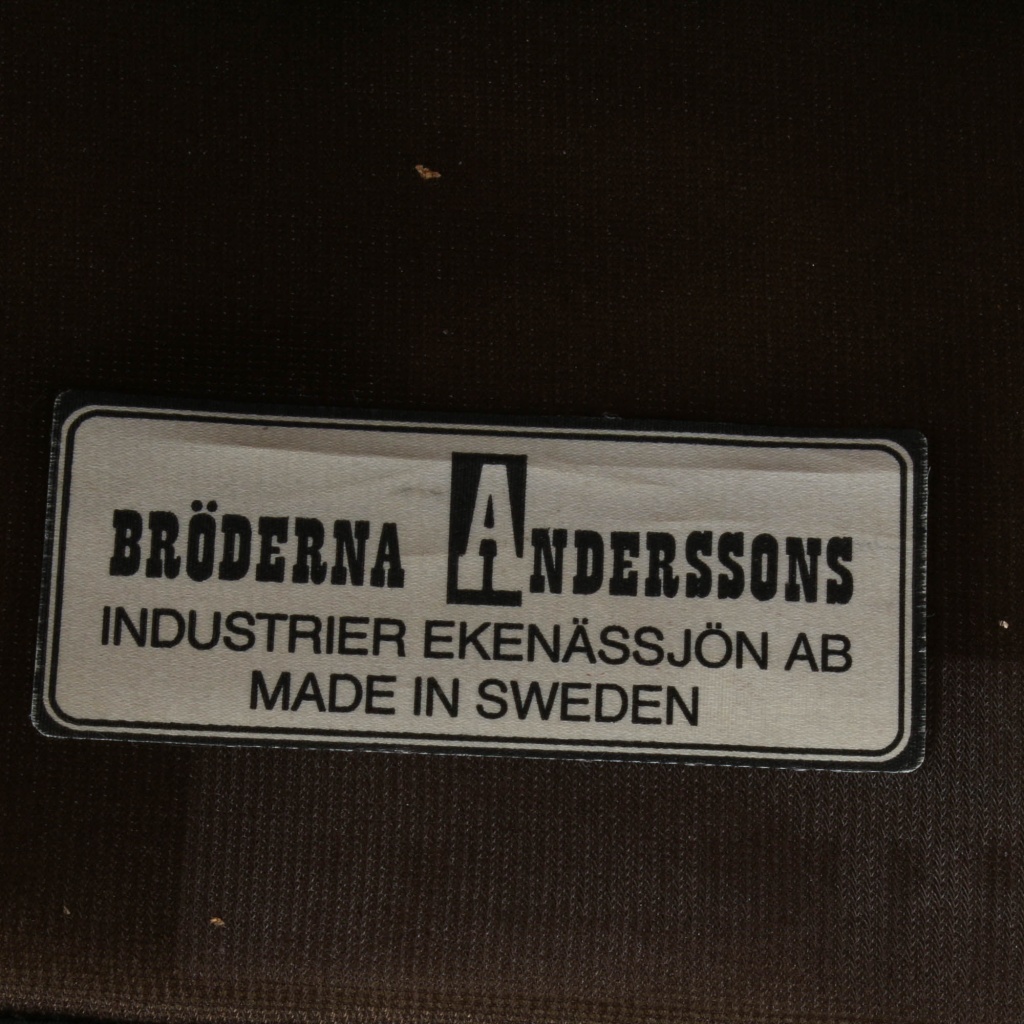 BRÖDERNA ANDERSSONS
INDUSTRIER EKENÄSSJÖN AB
MADE IN SWEDEN